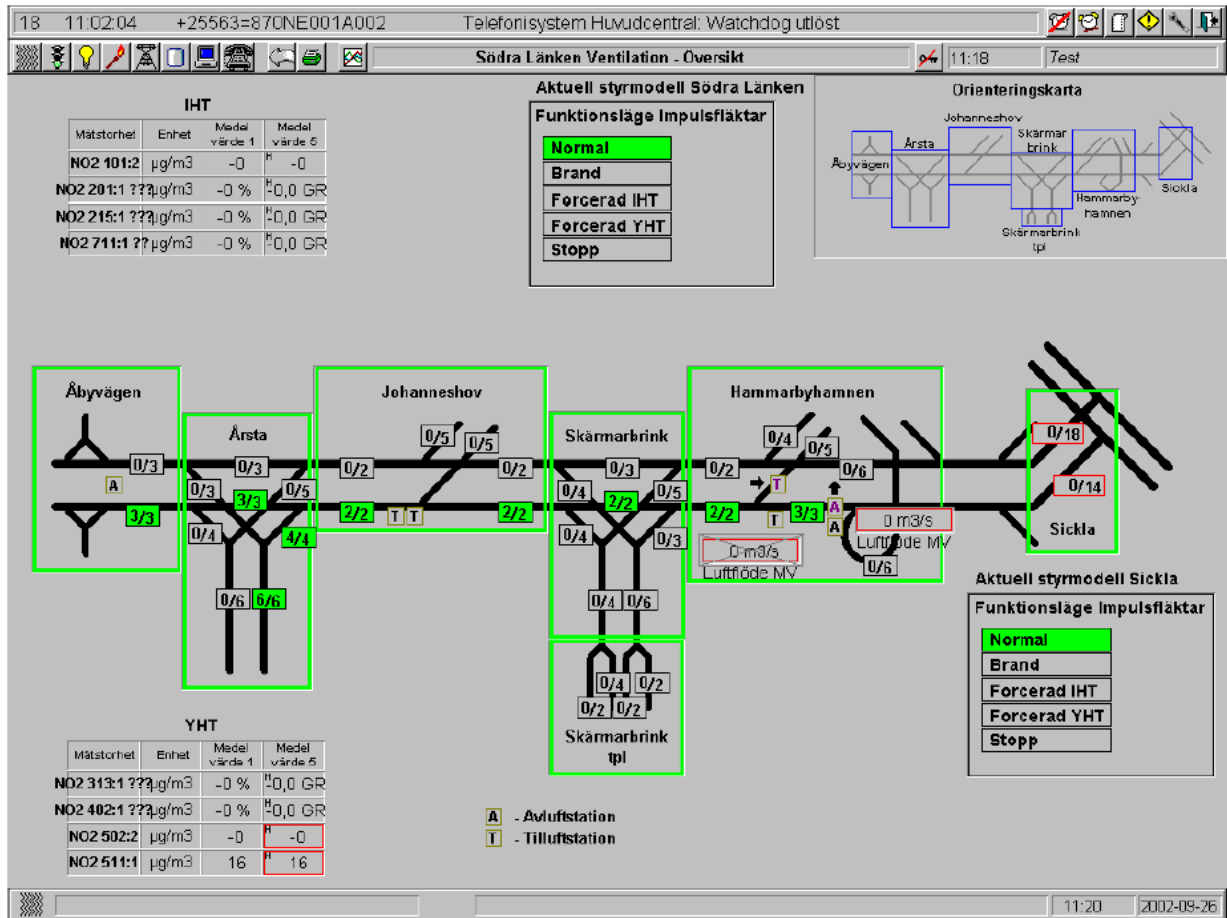 18 11:02:04 +25563=870NE001A002 Telefonisystem Huvudcentral: Watchdog utlöst
Södra Länken Ventilation - Översikt 11:18 Test
IHT
Mätstorhet Enhet Medel värde 1 Medel värde 5
NO2 101:2 µg/m3 -0 H -0
NO2 201:1 ??? µg/m3 -0 % H -0,0 GR
NO2 215:1 ??? µg/m3 -0 % H -0,0 GR
NO2 711:1 ?? µg/m3 -0 % H -0,0 GR
Aktuell styrmodell Södra Länken
Funktionsläge Impulsfläktar
Normal
Brand
Forcerad IHT
Forcerad YHT
Stopp
Orienteringskarta
Johanneshov
Årsta
Skärmar
brink
Åbyvägen
Sickla
Hammarby-
hamnen
Skärmarbrink
tpl
Åbyvägen
Johanneshov
Hammarbyhamnen
Årsta
Skärmarbrink
0/5 0/5 0/4 0/5 0/18
0/3 0/3 0/2 0/2 0/3 0/2 0/6
A 0/3 3/3 0/5 0/4 2/2 0/5 T 0/14
3/3 2/2 T T 2/2 2/2 T 3/3 A
A
0 m3/s
Luftflöde MV
Sickla
0/4 4/4 0/4 0/3
0 m3/s
Luftflöde MV
0/6
0/6 6/6 0/4 0/6
0/4 0/2
0/2 0/2
Skärmarbrink
tpl
Aktuell styrmodell Sickla
Funktionsläge Impulsfläktar
Normal
Brand
Forcerad IHT
Forcerad YHT
Stopp
YHT
Mätstorhet Enhet Medel värde 1 Medel värde 5
NO2 313:1 ??? µg/m3 -0 % H -0,0 GR
NO2 402:1 ??? µg/m3 -0 % H -0,0 GR
NO2 502:2 µg/m3 -0 H -0
NO2 511:1 µg/m3 16 H 16
A - Avluftstation
T - Tilluftstation
11:20 2002-09-26